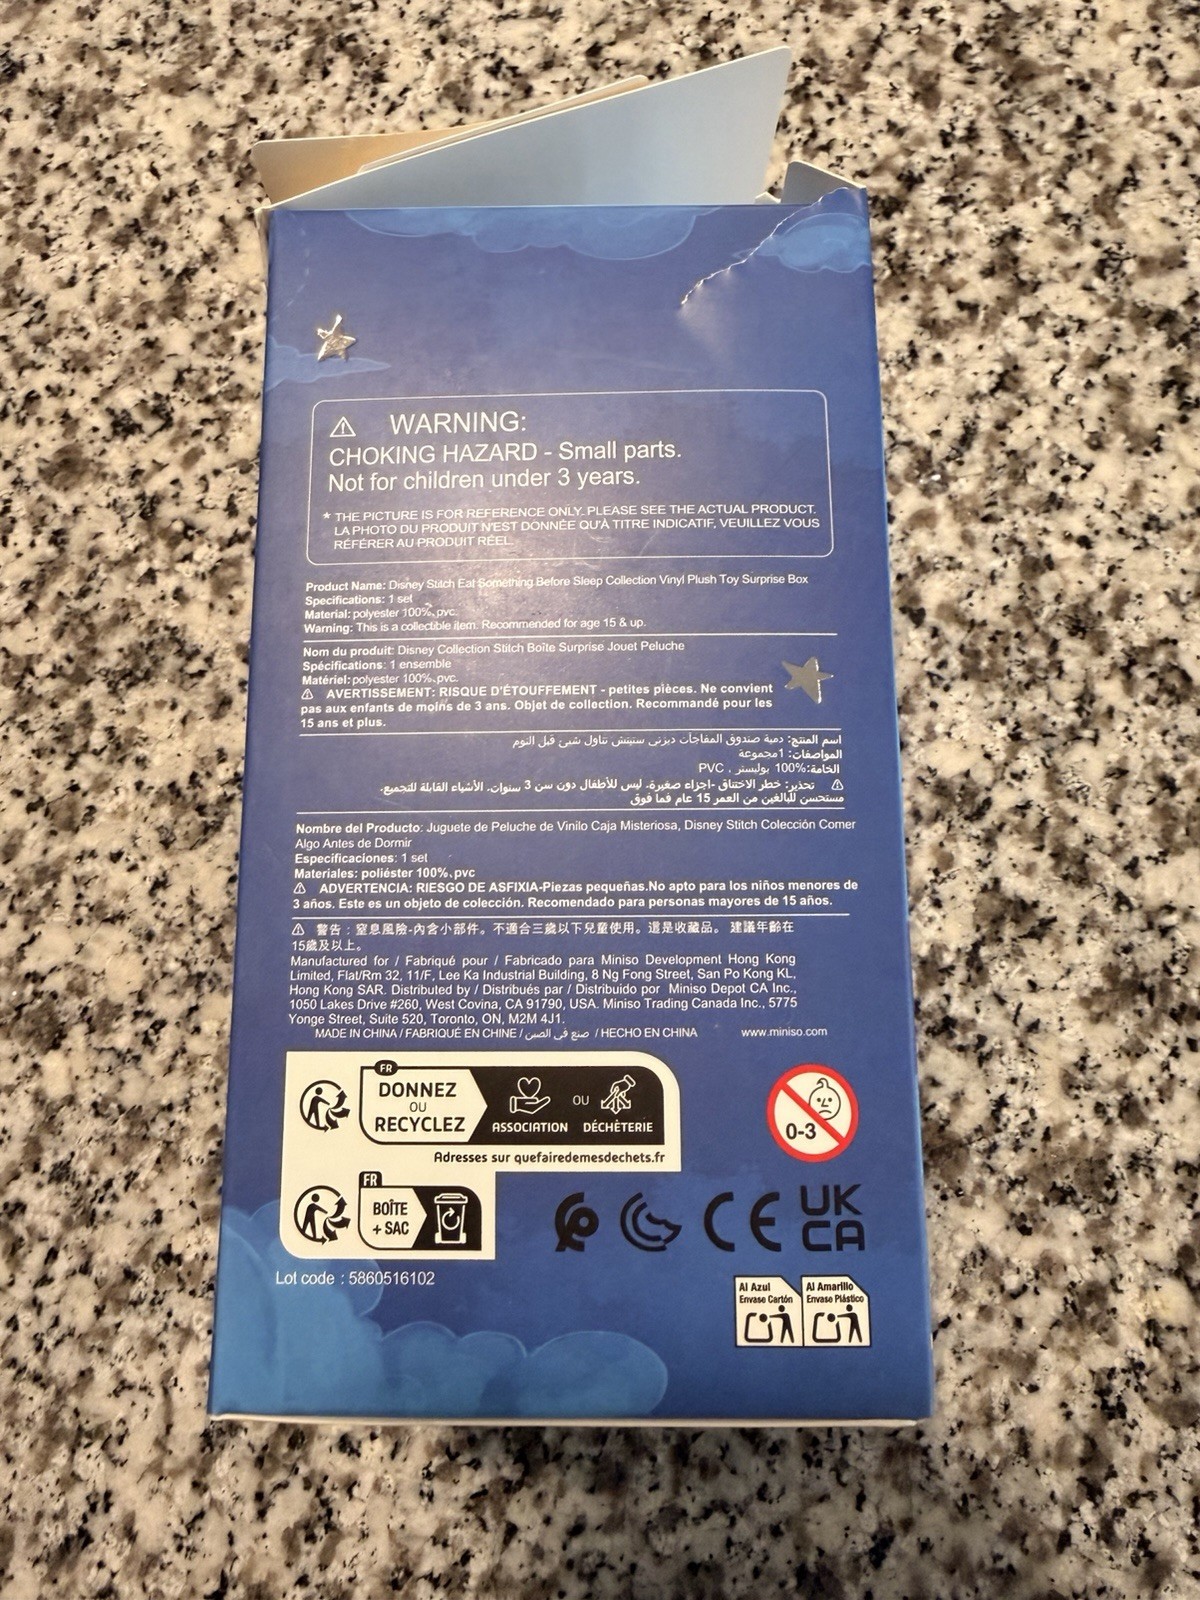 WARNING:
CHOKING HAZARD - Small parts.
Not for children under 3 years.
* THE PICTURE IS FOR REFERENCE ONLY. PLEASE SEE THE ACTUAL PRODUCT.
LA PHOTO DU PRODUIT N'EST DONNÉE QU'À TITRE INDICATIF, VEUILLEZ VOUS
RÉFÉRER AU PRODUIT RÉEL.
Product Name: Disney Stitch Eat Something Before Sleep Collection Vinyl Plush Toy Surprise Box
Specifications: 1 set
Material: polyester 100%、pvc.
Warning: This is a collectible item. Recommended for age 15 & up.
Nom du produit: Disney Collection Stitch Boîte Surprise Jouet Peluche
Spécifications: 1 ensemble
Matériel: polyester 100%、pvc.
AVERTISSEMENT: RISQUE D'ÉTOUFFEMENT - petites pièces. Ne convient
pas aux enfants de moins de 3 ans. Objet de collection. Recommandé pour les
15 ans et plus.
اسم المنتج: دمية صندوق المفاجآت ديزني ستيتش تناول شيئ قبل النوم
المواصفات: 1مجموعة
الخامة:100% بوليستر ، PVC
تحذير: خطر الاختناق -اجزاء صغيرة. ليس للأطفال دون سن 3 سنوات. الأشياء القابلة للتجميع.
مستحسن للبالغين من العمر 15 عام فما فوق
Nombre del Producto: Juguete de Peluche de Vinilo Caja Misteriosa, Disney Stitch Colección Comer
Algo Antes de Dormir
Especificaciones: 1 set
Materiales: poliéster 100%、pvc
ADVERTENCIA: RIESGO DE ASFIXIA-Piezas pequeñas.No apto para los niños menores de
3 años. Este es un objeto de colección. Recomendado para personas mayores de 15 años.
警告：窒息風險-內含小部件。不適合三歲以下兒童使用。這是收藏品。 建議年齡在
15歲及以上。
Manufactured for / Fabriqué pour / Fabricado para Miniso Development Hong Kong
Limited, Flat/Rm 32, 11/F, Lee Ka Industrial Building, 8 Ng Fong Street, San Po Kong KL,
Hong Kong SAR. Distributed by / Distribués par / Distribuido por Miniso Depot CA Inc.,
1050 Lakes Drive #260, West Covina, CA 91790, USA. Miniso Trading Canada Inc., 5775
Yonge Street, Suite 520, Toronto, ON, M2M 4J1.
MADE IN CHINA / FABRIQUÉ EN CHINE / صنع في الصين / HECHO EN CHINA www.miniso.com
FR
DONNEZ
OU
RECYCLEZ
ASSOCIATION
OU
DÉCHÈTERIE
Adresses sur quefairedemesdechets.fr
0-3
FR
BOÎTE
+ SAC
CE
UK
CA
Lot code : 5860516102
Al Azul
Envase Cartón
Al Amarillo
Envase Plástico